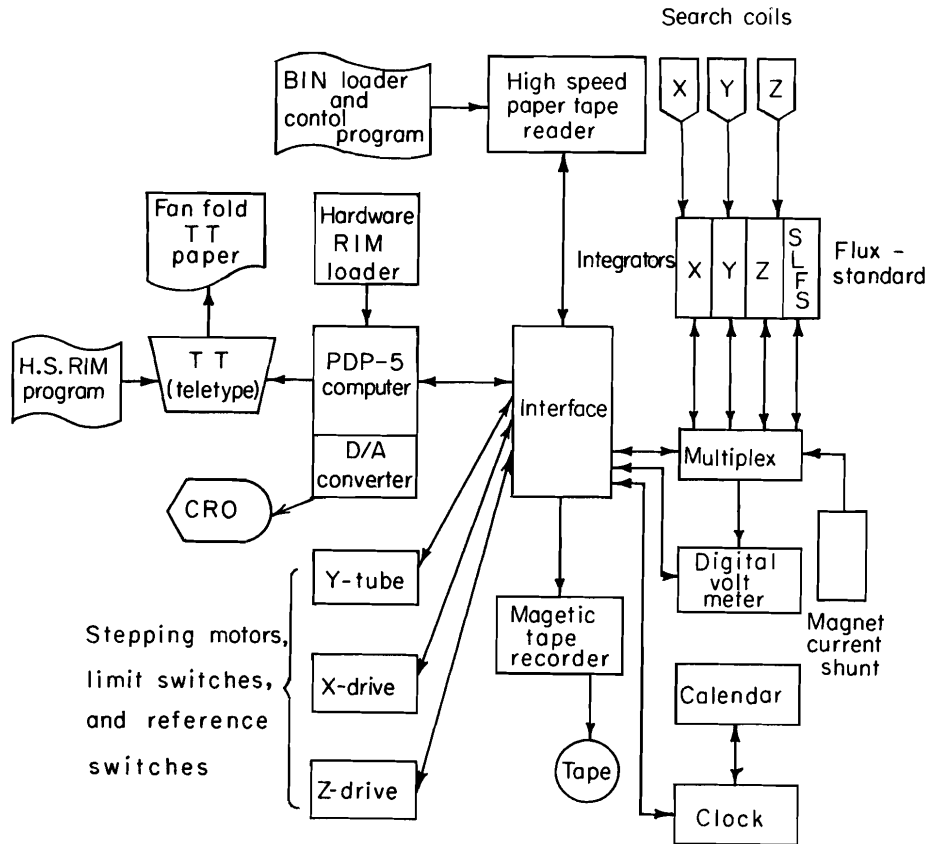 Search coils
BIN loader
and
contol
program
High speed
paper tape
reader
X
Y
Z
Fan fold
TT
paper
Hardware
RIM
loader
Integrators
X
Y
Z
S
L
F
S
Flux -
standard
H.S. RIM
program
TT
(teletype)
PDP-5
computer
Interface
D/A
converter
Multiplex
CRO
Y-tube
Digital
volt
meter
Magnet
current
shunt
Magetic
tape
recorder
Stepping motors,
limit switches,
and reference
switches
X-drive
Calendar
Z-drive
Tape
Clock